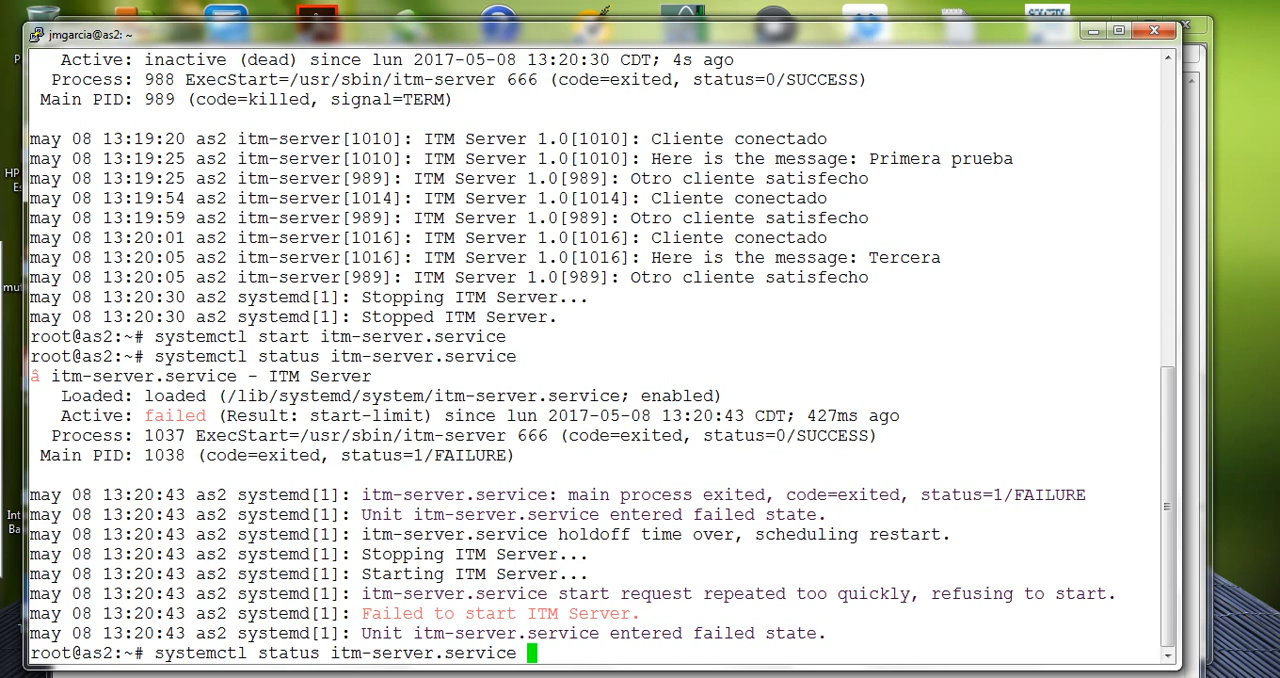 jmgarcia@as2: ~
Active: inactive (dead) since lun 2017-05-08 13:20:30 CDT; 4s ago
Process: 988 ExecStart=/usr/sbin/itm-server 666 (code=exited, status=0/SUCCESS)
Main PID: 989 (code=killed, signal=TERM)
may 08 13:19:20 as2 itm-server[1010]: ITM Server 1.0[1010]: Cliente conectado
may 08 13:19:25 as2 itm-server[1010]: ITM Server 1.0[1010]: Here is the message: Primera prueba
may 08 13:19:25 as2 itm-server[989]: ITM Server 1.0[989]: Otro cliente satisfecho
may 08 13:19:54 as2 itm-server[1014]: ITM Server 1.0[1014]: Cliente conectado
may 08 13:19:59 as2 itm-server[989]: ITM Server 1.0[989]: Otro cliente satisfecho
may 08 13:20:01 as2 itm-server[1016]: ITM Server 1.0[1016]: Cliente conectado
may 08 13:20:05 as2 itm-server[1016]: ITM Server 1.0[1016]: Here is the message: Tercera
may 08 13:20:05 as2 itm-server[989]: ITM Server 1.0[989]: Otro cliente satisfecho
may 08 13:20:30 as2 systemd[1]: Stopping ITM Server...
may 08 13:20:30 as2 systemd[1]: Stopped ITM Server.
root@as2:~# systemctl start itm-server.service
root@as2:~# systemctl status itm-server.service
â itm-server.service - ITM Server
Loaded: loaded (/lib/systemd/system/itm-server.service; enabled)
Active: failed (Result: start-limit) since lun 2017-05-08 13:20:43 CDT; 427ms ago
Process: 1037 ExecStart=/usr/sbin/itm-server 666 (code=exited, status=0/SUCCESS)
Main PID: 1038 (code=exited, status=1/FAILURE)
may 08 13:20:43 as2 systemd[1]: itm-server.service: main process exited, code=exited, status=1/FAILURE
may 08 13:20:43 as2 systemd[1]: Unit itm-server.service entered failed state.
may 08 13:20:43 as2 systemd[1]: itm-server.service holdoff time over, scheduling restart.
may 08 13:20:43 as2 systemd[1]: Stopping ITM Server...
may 08 13:20:43 as2 systemd[1]: Starting ITM Server...
may 08 13:20:43 as2 systemd[1]: itm-server.service start request repeated too quickly, refusing to start.
may 08 13:20:43 as2 systemd[1]: Failed to start ITM Server.
may 08 13:20:43 as2 systemd[1]: Unit itm-server.service entered failed state.
root@as2:~# systemctl status itm-server.service
HP